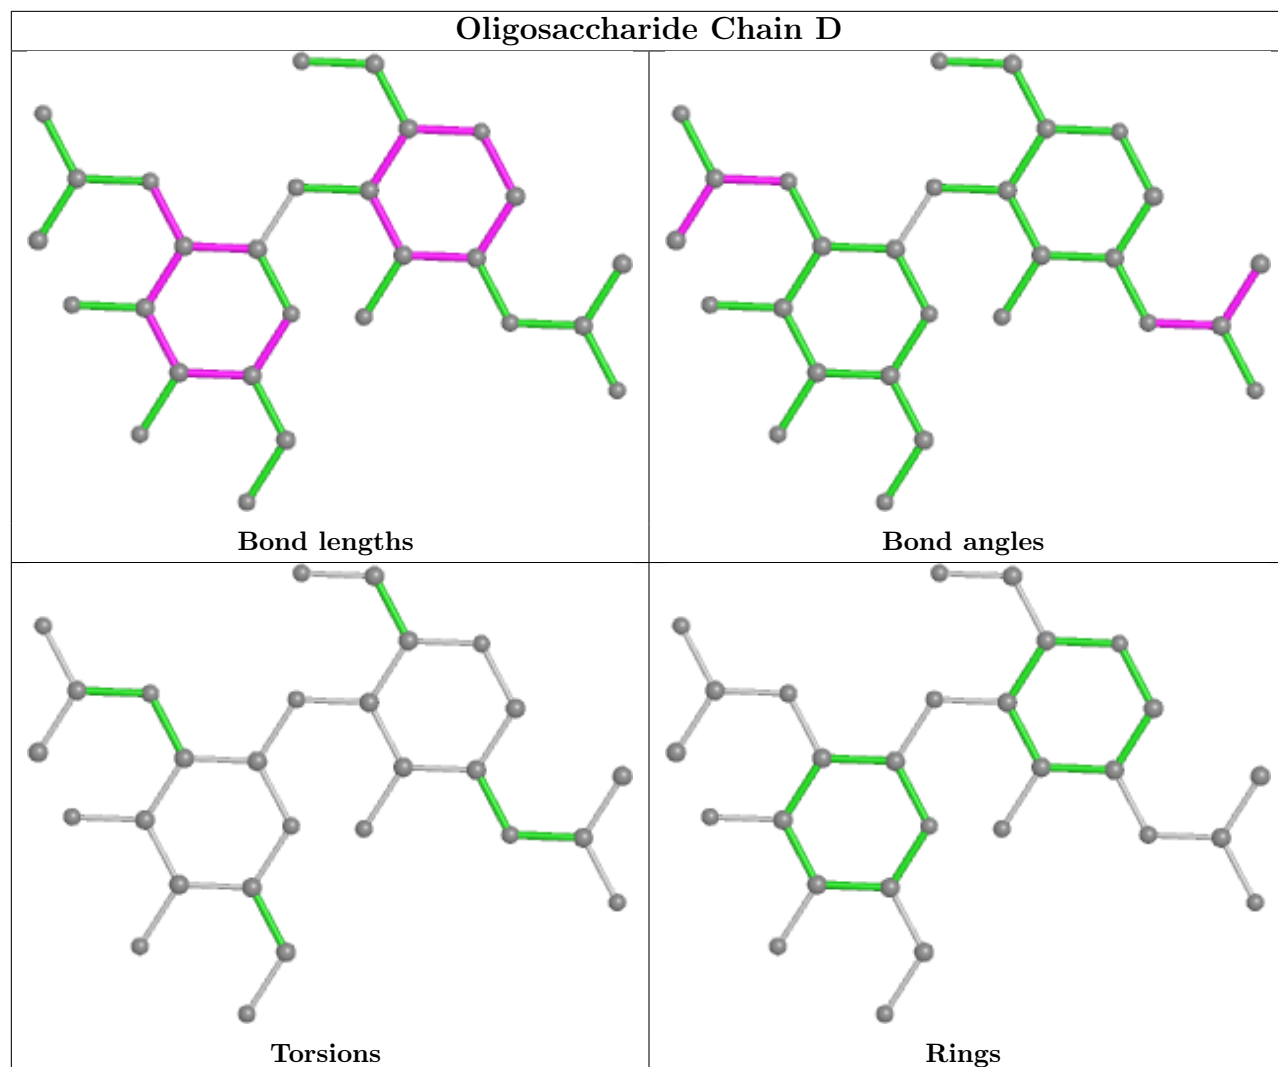 Oligosaccharide Chain D
Bond lengths
Bond angles
Torsions
Rings